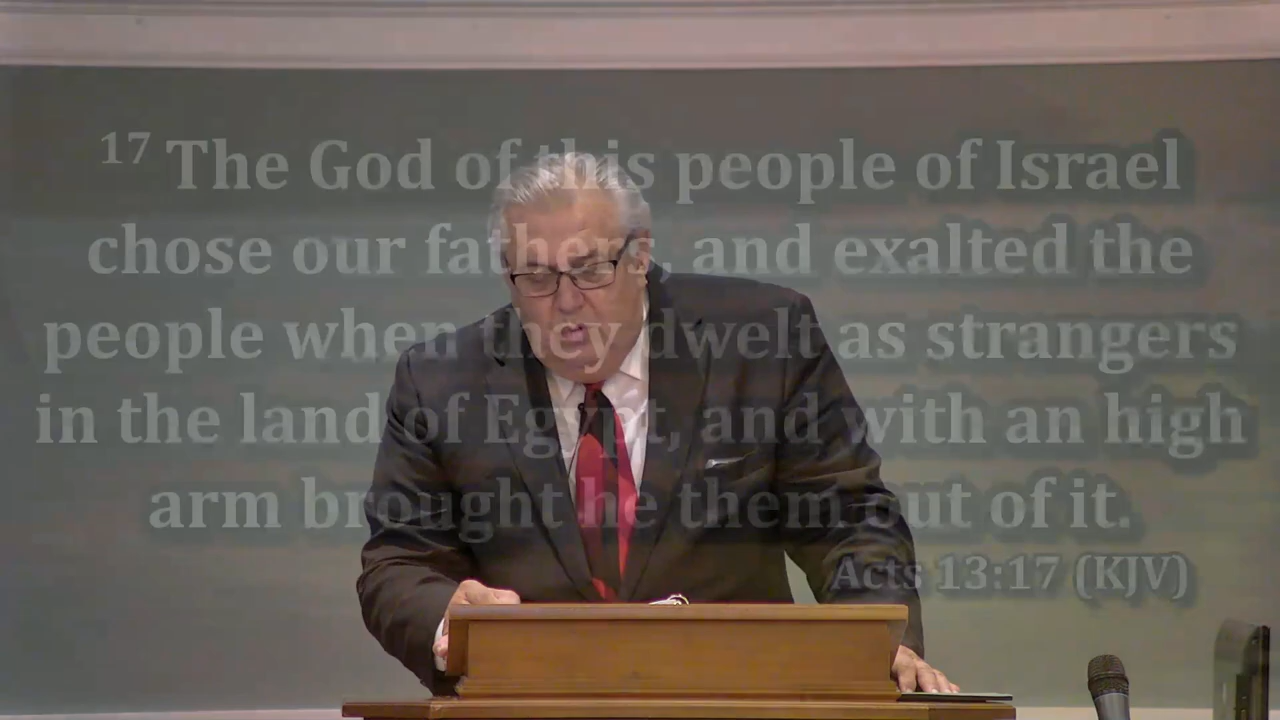 17 The God of this people of Israel
chose our fathers, and exalted the
people when they dwelt as strangers
in the land of Egypt, and with an high
arm brought he them out of it.
Acts 13:17 (KJV)